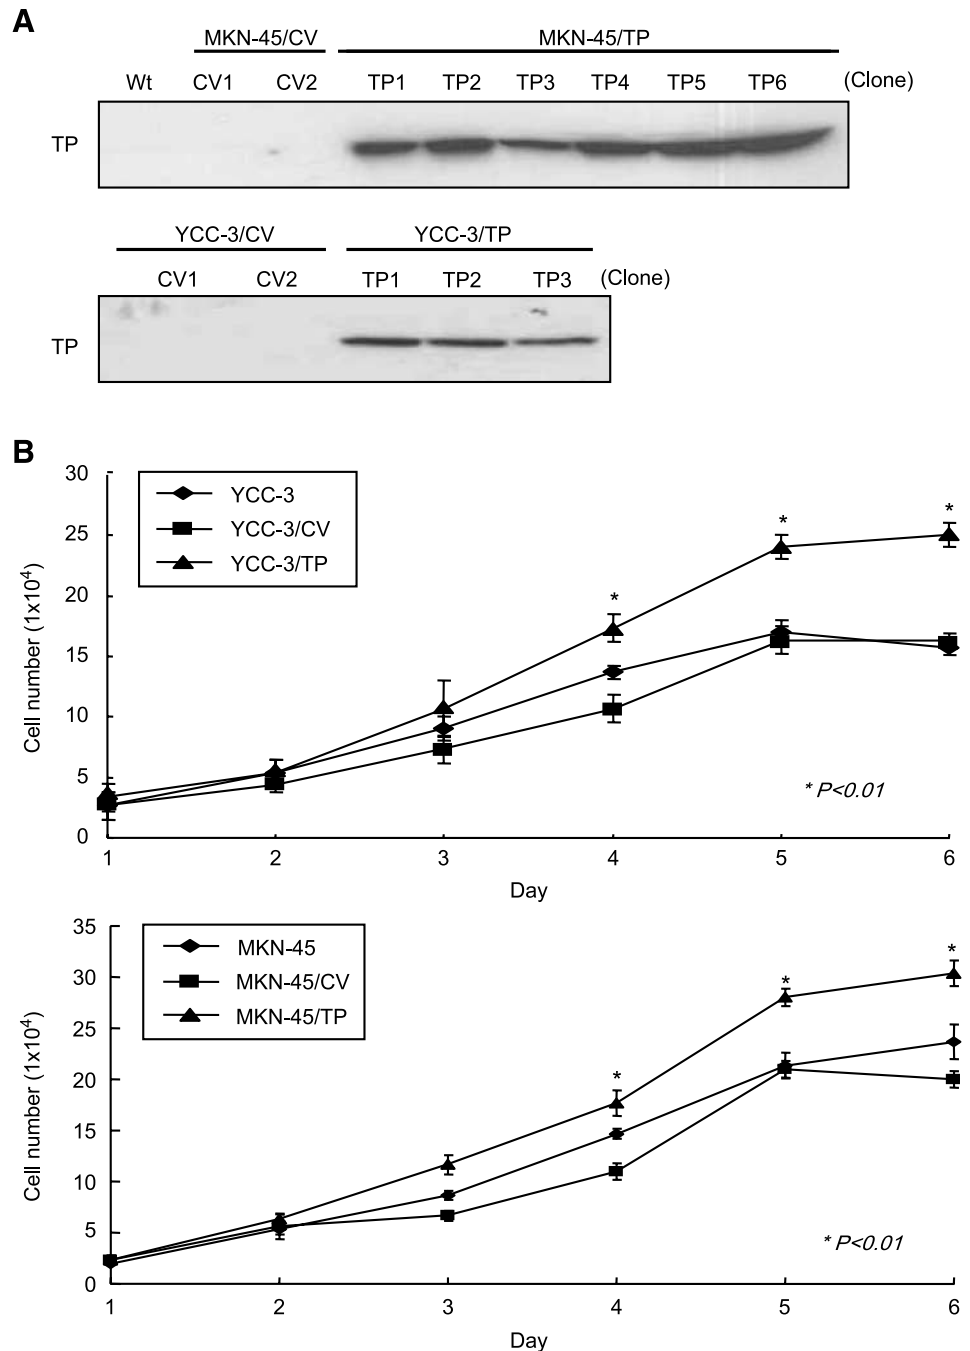 A
MKN-45/CV MKN-45/TP
Wt CV1 CV2 TP1 TP2 TP3 TP4 TP5 TP6 (Clone)
TP
YCC-3/CV YCC-3/TP
CV1 CV2 TP1 TP2 TP3 (Clone)
TP
B
30
25
20
15
10
5
0
Cell number (1x10⁴)
YCC-3
YCC-3/CV
YCC-3/TP
* * *
* P<0.01
1 2 3 4 5 6
Day
35
30
25
20
15
10
5
0
Cell number (1x10⁴)
MKN-45
MKN-45/CV
MKN-45/TP
* * *
* P<0.01
1 2 3 4 5 6
Day